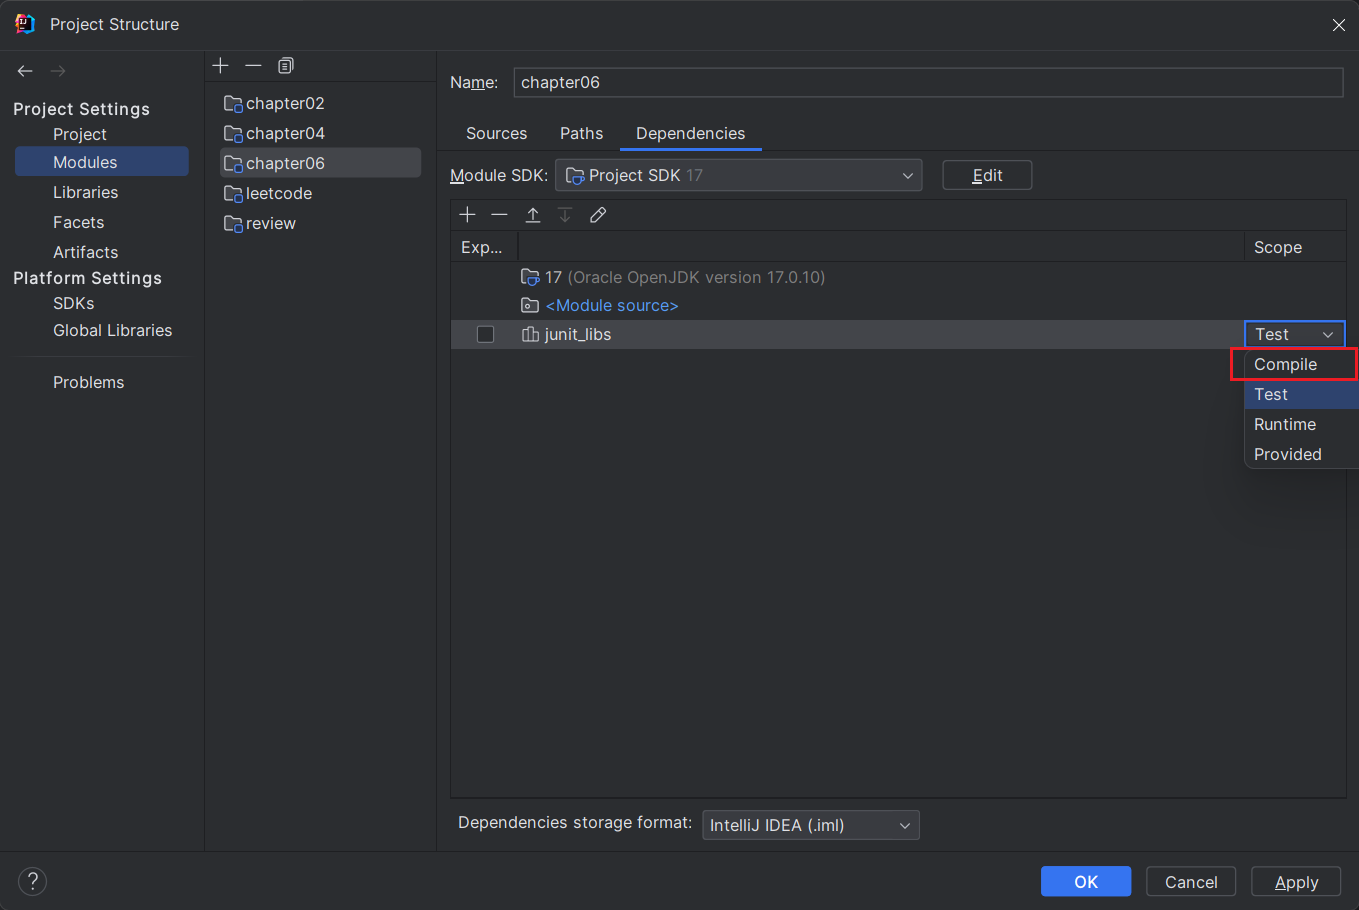 Project Structure
Project Settings
Project
Modules
Libraries
Facets
Artifacts
Platform Settings
SDKs
Global Libraries
Problems
chapter02
chapter04
chapter06
leetcode
review
Name: chapter06
Sources Paths Dependencies
Module SDK: Project SDK 17 Edit
Exp... Scope
17 (Oracle OpenJDK version 17.0.10)
<Module source>
junit_libs Test
Compile
Test
Runtime
Provided
Dependencies storage format: IntelliJ IDEA (.iml)
? OK Cancel Apply